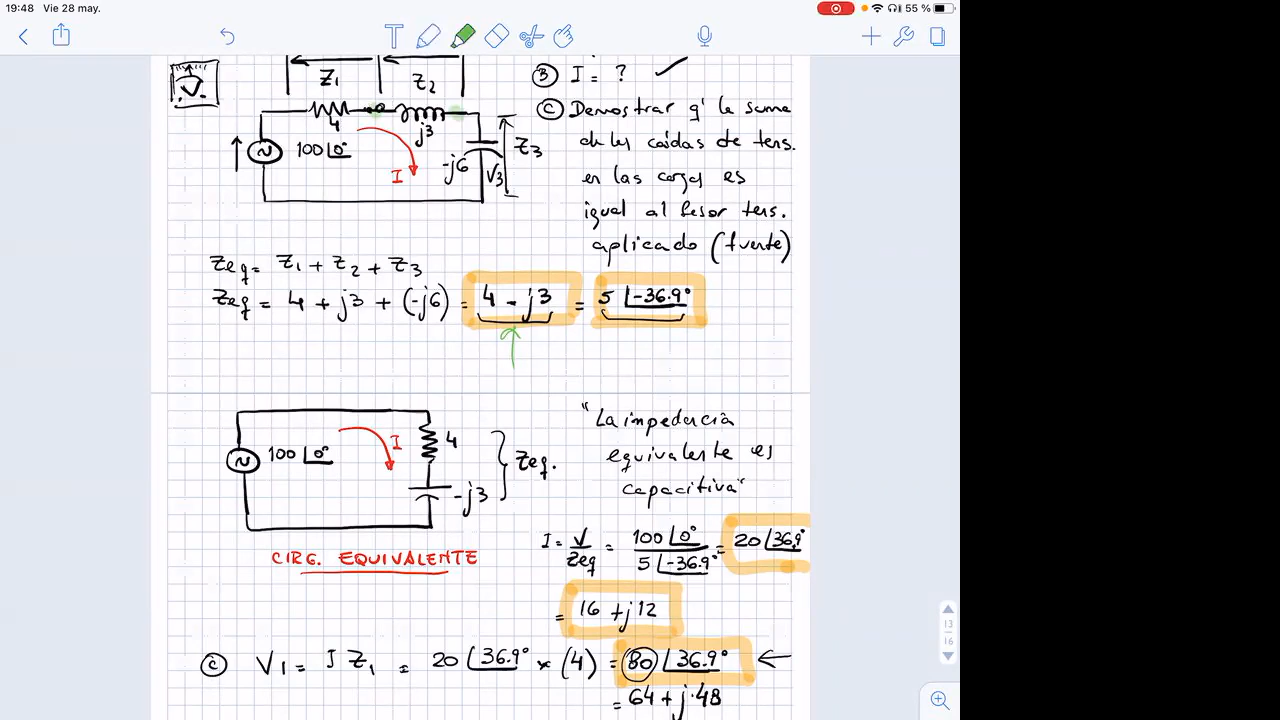 19:48 Vie 28 may.
55 %
T
V
Z1
Z2
4
j3
100∠0°
I
-j6
V3
Z3
B I = ? ✓
C Demostrar q' la suma
de las caídas de tens.
en las cargas es
igual al fasor tens.
aplicado (fuente)
Zeq = Z1 + Z2 + Z3
Zeq = 4 + j3 + (-j6) = 4 - j3 = 5∠-36.9°
100∠0°
I
4
-j3
Zeq.
CIRC. EQUIVALENTE
"La impedancia
equivalente es
capacitiva"
I = V/Zeq = 100∠0° / 5∠-36.9° = 20∠36.9°
= 16 + j12
C V1 = I Z1 = 20∠36.9° × (4) = 80∠36.9° ←
= 64 + j·48
13
16